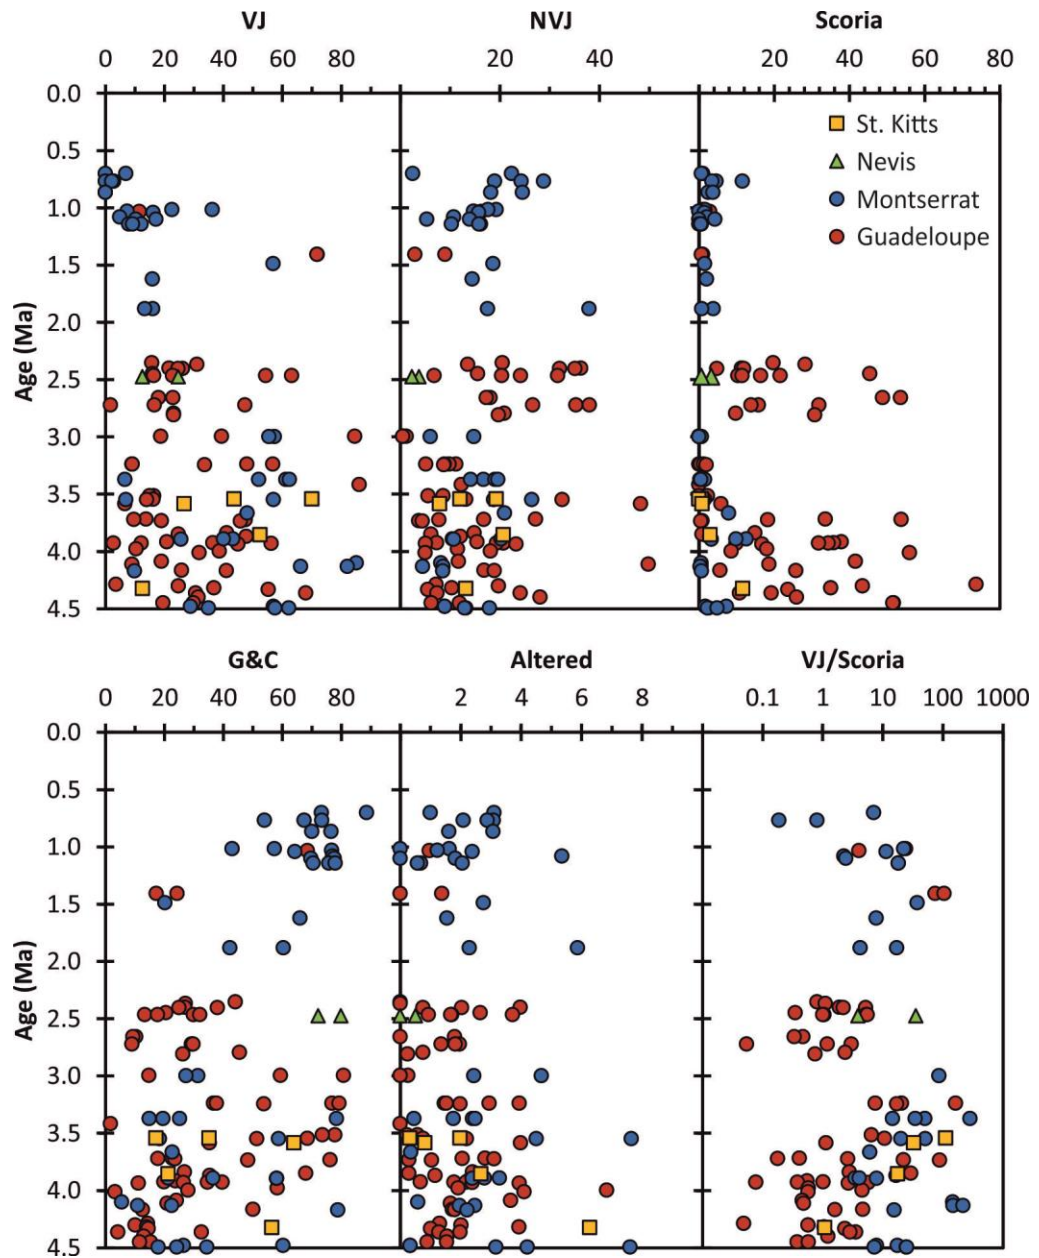 VJ NVJ Scoria
0 20 40 60 80 20 40 20 40 60 80
0.0
0.5
1.0
1.5
2.0
2.5
3.0
3.5
4.0
4.5
Age (Ma)
St. Kitts
Nevis
Montserrat
Guadeloupe
G&C Altered VJ/Scoria
0 20 40 60 80 2 4 6 8 0.1 1 10 100 1000
0.0
0.5
1.0
1.5
2.0
2.5
3.0
3.5
4.0
4.5
Age (Ma)